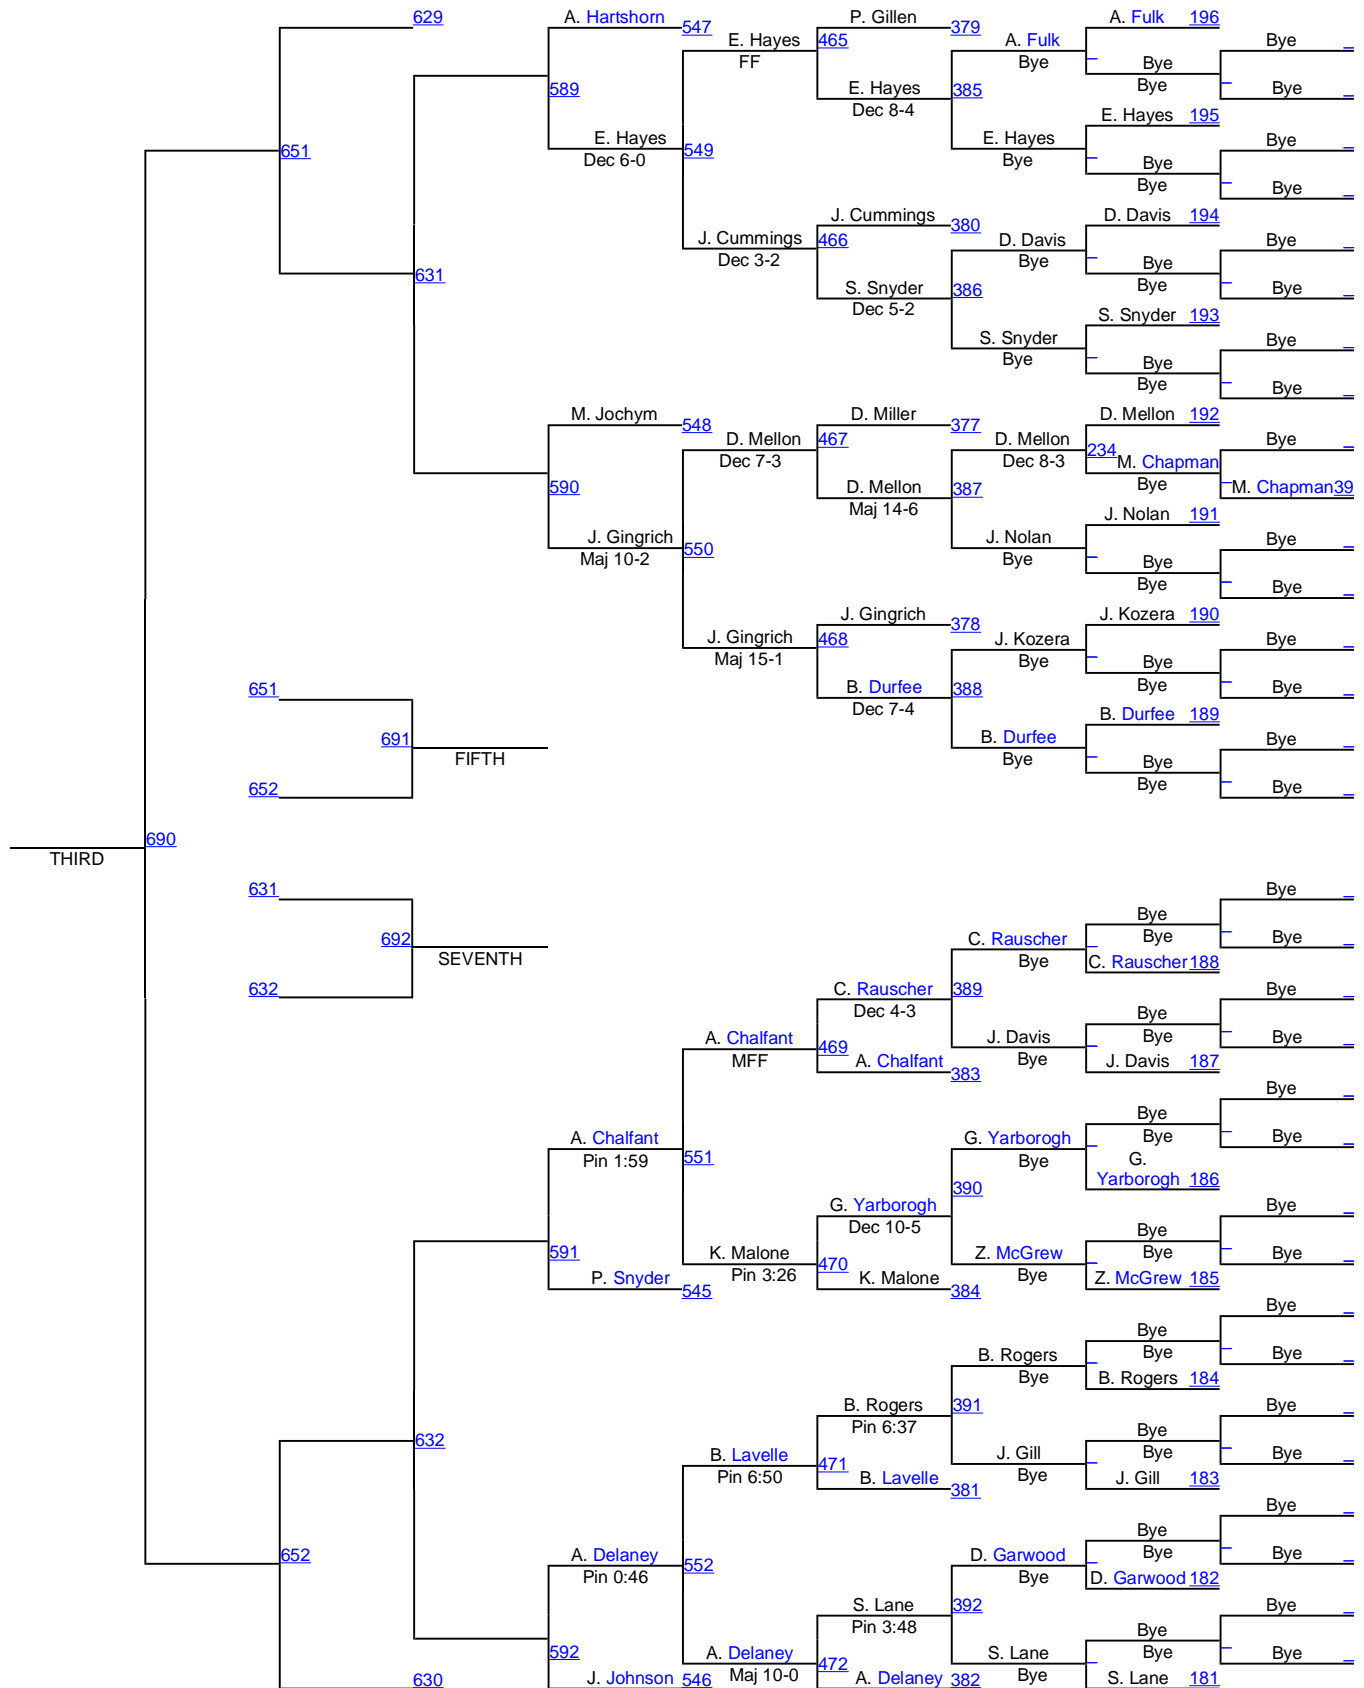 629 A. Hartshorn P. Gillen A. Fulk 196
547 379
E. Hayes 465 A. Fulk Bye _
FF Bye _ Bye
589 E. Hayes 385 Bye _ Bye _
Dec 8-4
E. Hayes 195
651 E. Hayes 549 E. Hayes Bye _
Dec 6-0 Bye _ Bye
Bye _ Bye _
J. Cummings D. Davis 194
380
J. Cummings 466 D. Davis Bye _
Dec 3-2 Bye _ Bye
631 S. Snyder 386 Bye _ Bye _
Dec 5-2
S. Snyder 193
S. Snyder Bye _
Bye _ Bye
Bye _ Bye _
M. Jochym D. Miller D. Mellon 192
548 377
D. Mellon 467 D. Mellon Bye _
Dec 7-3 Dec 8-3 234
M. Chapman
590 D. Mellon 387 Bye _ M. Chapman39
Maj 14-6
J. Nolan 191
J. Gingrich 550 J. Nolan Bye _
Maj 10-2 Bye _ Bye
Bye _ Bye _
J. Gingrich J. Kozera 190
378
J. Gingrich 468 J. Kozera Bye _
Maj 15-1 Bye _ Bye
651 B. Durfee 388 Bye _ Bye _
Dec 7-4
B. Durfee 189
691 B. Durfee Bye _
FIFTH Bye _ Bye
652 Bye _ Bye _
690
THIRD
631 Bye _
Bye
692 C. Rauscher _ Bye _ Bye _
SEVENTH Bye C. Rauscher188
632 C. Rauscher 389 Bye _
Dec 4-3 Bye
A. Chalfant 469 J. Davis _ Bye _ Bye _
MFF A. Chalfant 383 Bye J. Davis 187
Bye _
Bye
A. Chalfant G. Yarborogh _ Bye _ Bye _
Pin 1:59 551 Bye G.
390 Yarborogh 186
G. Yarborogh Bye _
Dec 10-5 Bye
591 K. Malone 470 Z. McGrew _ Bye _ Bye _
P. Snyder Pin 3:26 K. Malone Bye Z. McGrew 185
545 384
Bye _
Bye
B. Rogers _ Bye _ Bye _
Bye B. Rogers 184
B. Rogers 391 Bye _
Pin 6:37 Bye
632 B. Lavelle 471 J. Gill _ Bye _ Bye _
Pin 6:50 B. Lavelle 381 Bye J. Gill 183
Bye _
Bye
652 A. Delaney 552 D. Garwood _ Bye _ Bye _
Pin 0:46 Bye D. Garwood182
S. Lane 392 Bye _
Pin 3:48 Bye
592 A. Delaney 472 S. Lane _ Bye _ Bye _
630 J. Johnson 546 Maj 10-0 A. Delaney 382 Bye S. Lane 181